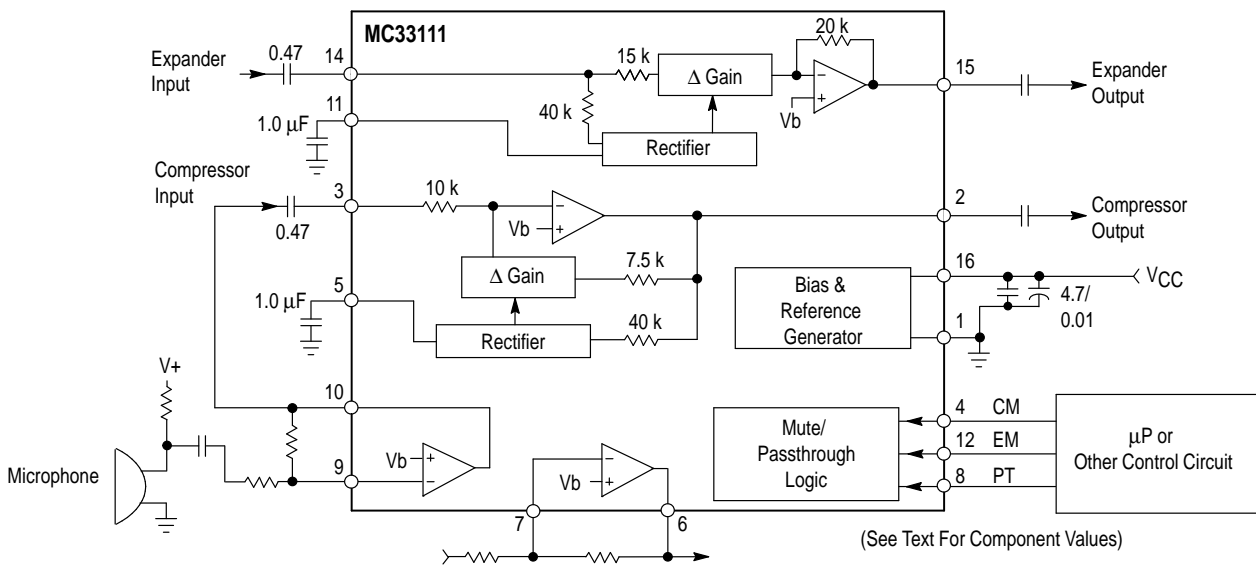 MC33111
20 k
Expander
Input
0.47
14
15 k
Δ Gain
15
Expander
Output
11
40 k
Vb
1.0 μF
Rectifier
Compressor
Input
3
10 k
2
Compressor
Output
0.47
Vb
Δ Gain
7.5 k
16
VCC
5
1.0 μF
Bias &
Reference
Generator
4.7/
0.01
40 k
1
Rectifier
V+
10
4
CM
Mute/
Passthrough
Logic
12
EM
μP or
Other Control Circuit
Microphone
Vb
9
Vb
8
PT
7
6
(See Text For Component Values)